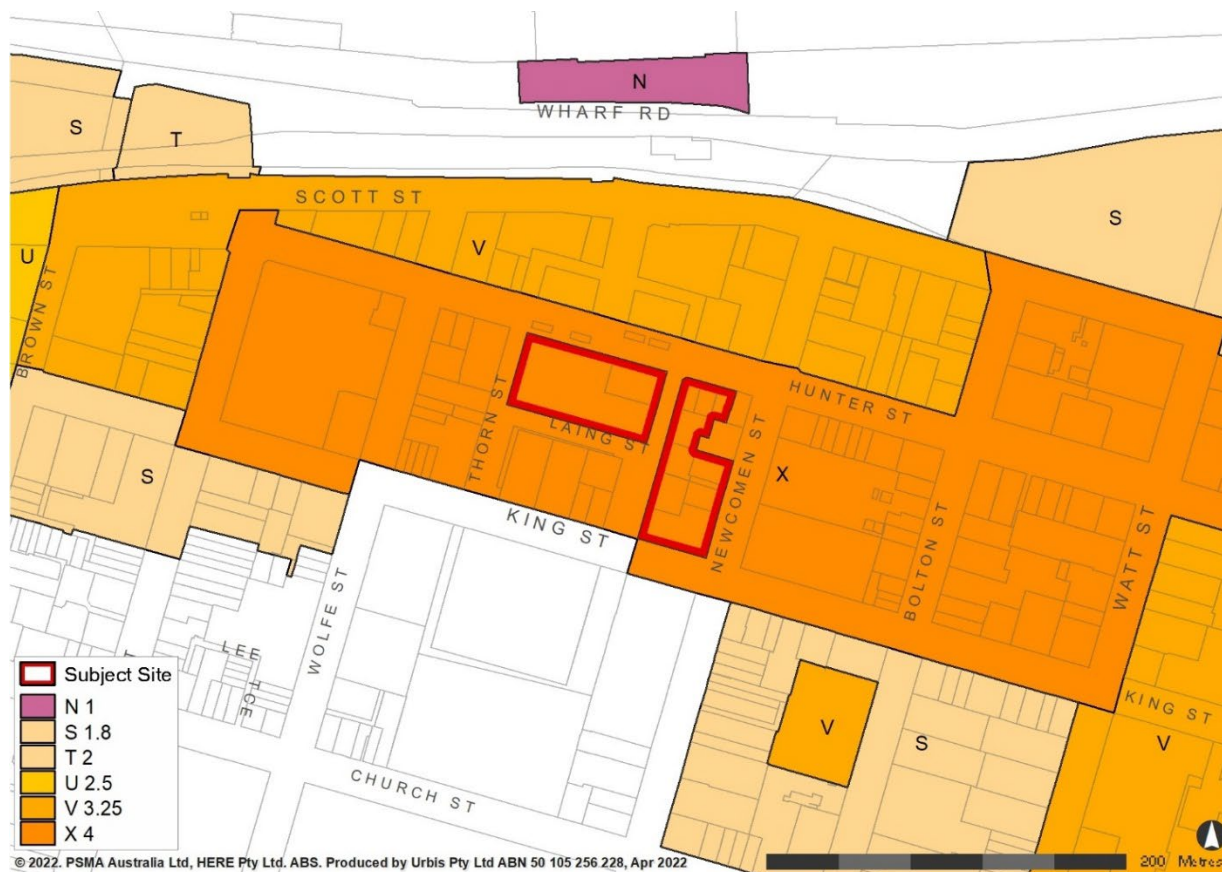 N
WHARF RD
S
T
SCOTT ST
S
V
U
BROWN ST
HUNTER ST
THORN ST
LAING ST
NEWCOMEN ST
X
S
KING ST
BOLTON ST
WATT ST
WOLFE ST
LEE TCE
T
KING ST
V
S
V
CHURCH ST
Subject Site
N 1
S 1.8
T 2
U 2.5
V 3.25
X 4
© 2022. PSMA Australia Ltd, HERE Pty Ltd. ABS. Produced by Urbis Pty Ltd ABN 50 105 256 228, Apr 2022
200 Metres